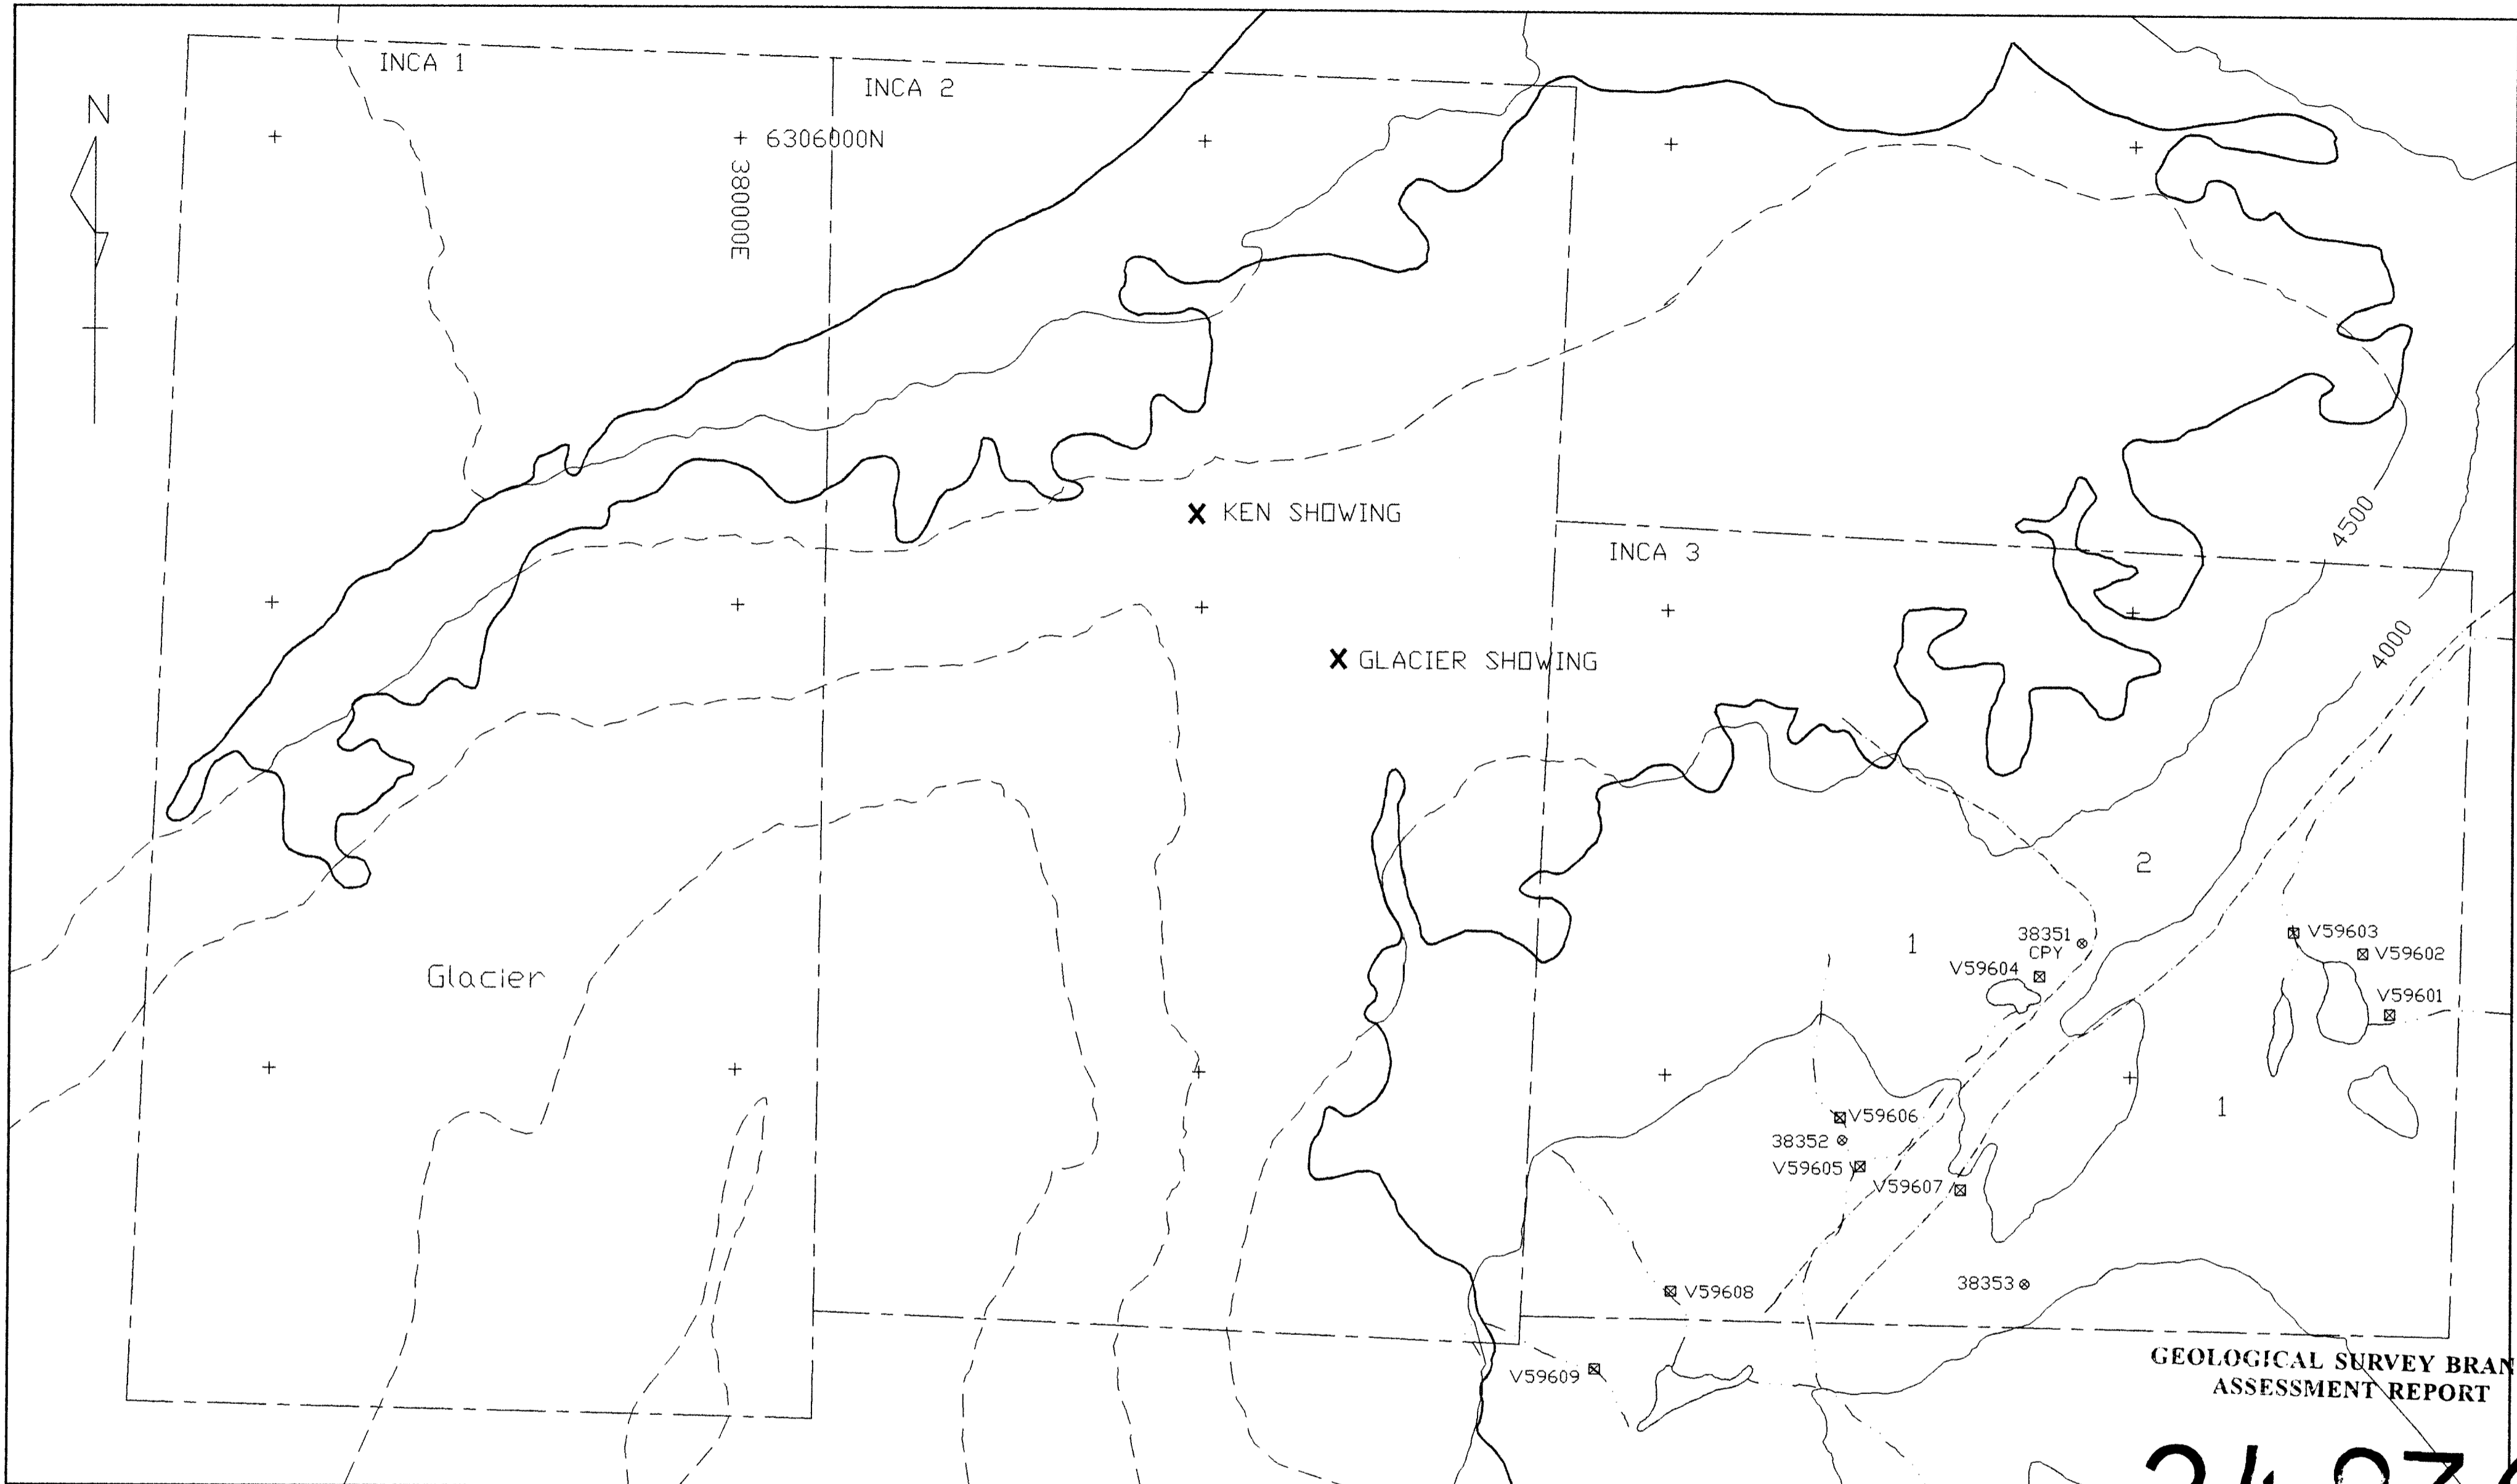 INCA 1
INCA 2
N
6306000N
380000E
KEN SHOWING
4500
INCA 3
4000
GLACIER SHOWING
2
1
38351
CPY
V59603
V59602
V59604
Glacier
V59601
1
V59606
38352
V59605
V59607
38353
V59608
V59609
GEOLOGICAL SURVEY BRAN
ASSESSMENT REPORT